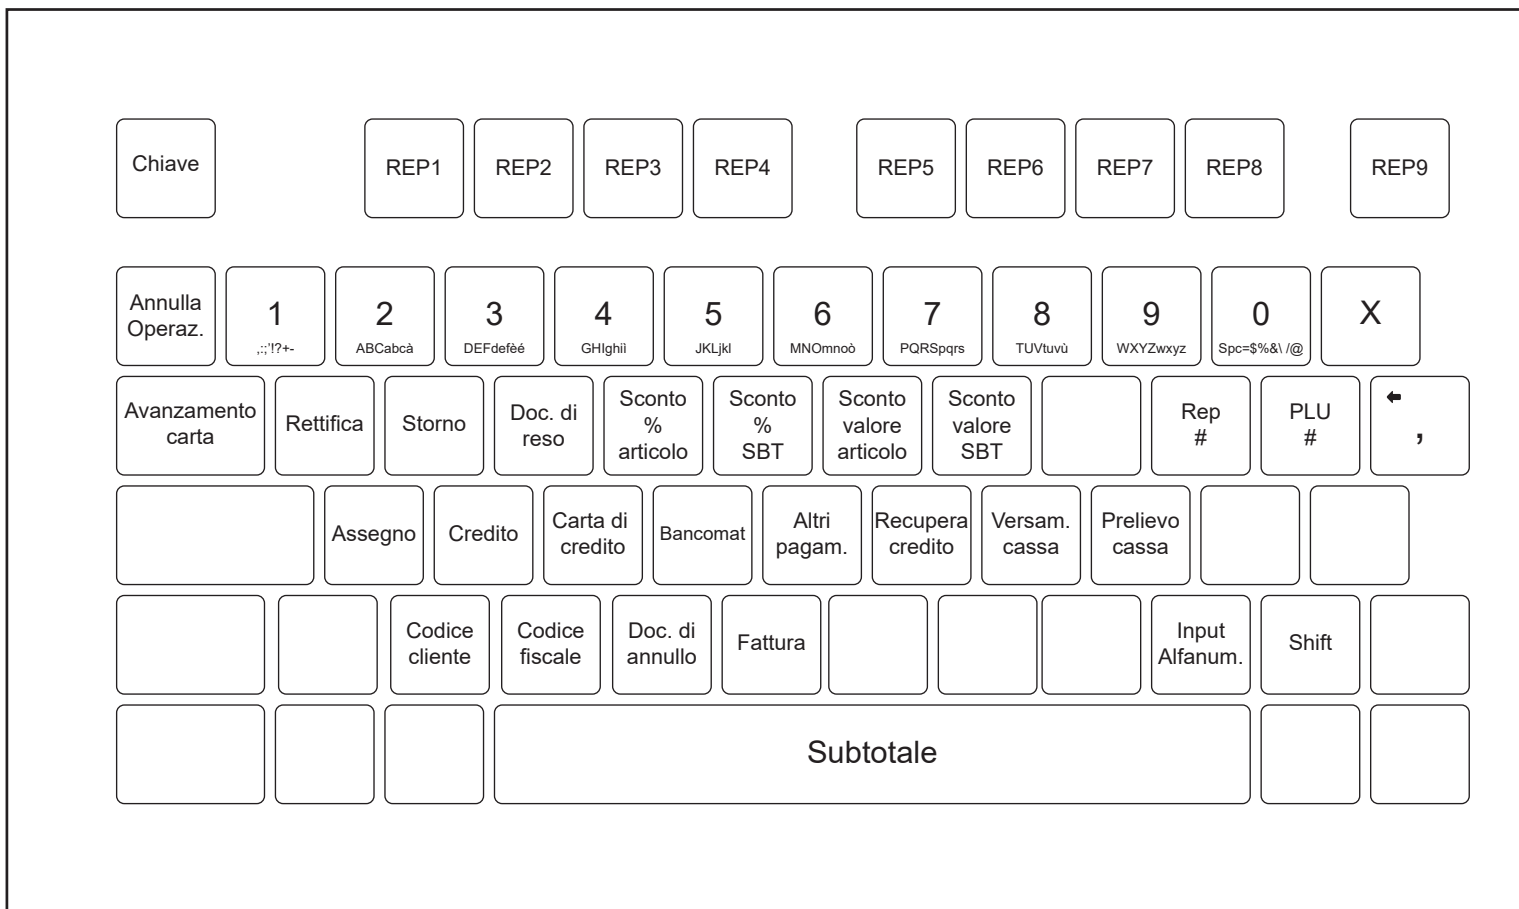 Chiave REP1 REP2 REP3 REP4 REP5 REP6 REP7 REP8 REP9
Annulla
Operaz.
1 2 3 4 5 6 7 8 9 0 X
,:;'!?+- ABCabcà DEFdefèé GHIghiì JKLjkl MNOmnoò PQRSpqrs TUVtuvù WXYZwxyz Spc=$%&\ /@
Avanzamento
carta
Rettifica
Storno
Doc. di
reso
Sconto
%
articolo
Sconto
%
SBT
Sconto
valore
articolo
Sconto
valore
SBT
Rep
#
PLU
#
,
Assegno
Credito
Carta di
credito
Bancomat
Altri
pagam.
Recupera
credito
Versam.
cassa
Prelievo
cassa
Codice
cliente
Codice
fiscale
Doc. di
annullo
Fattura
Input
Alfanum.
Shift
Subtotale